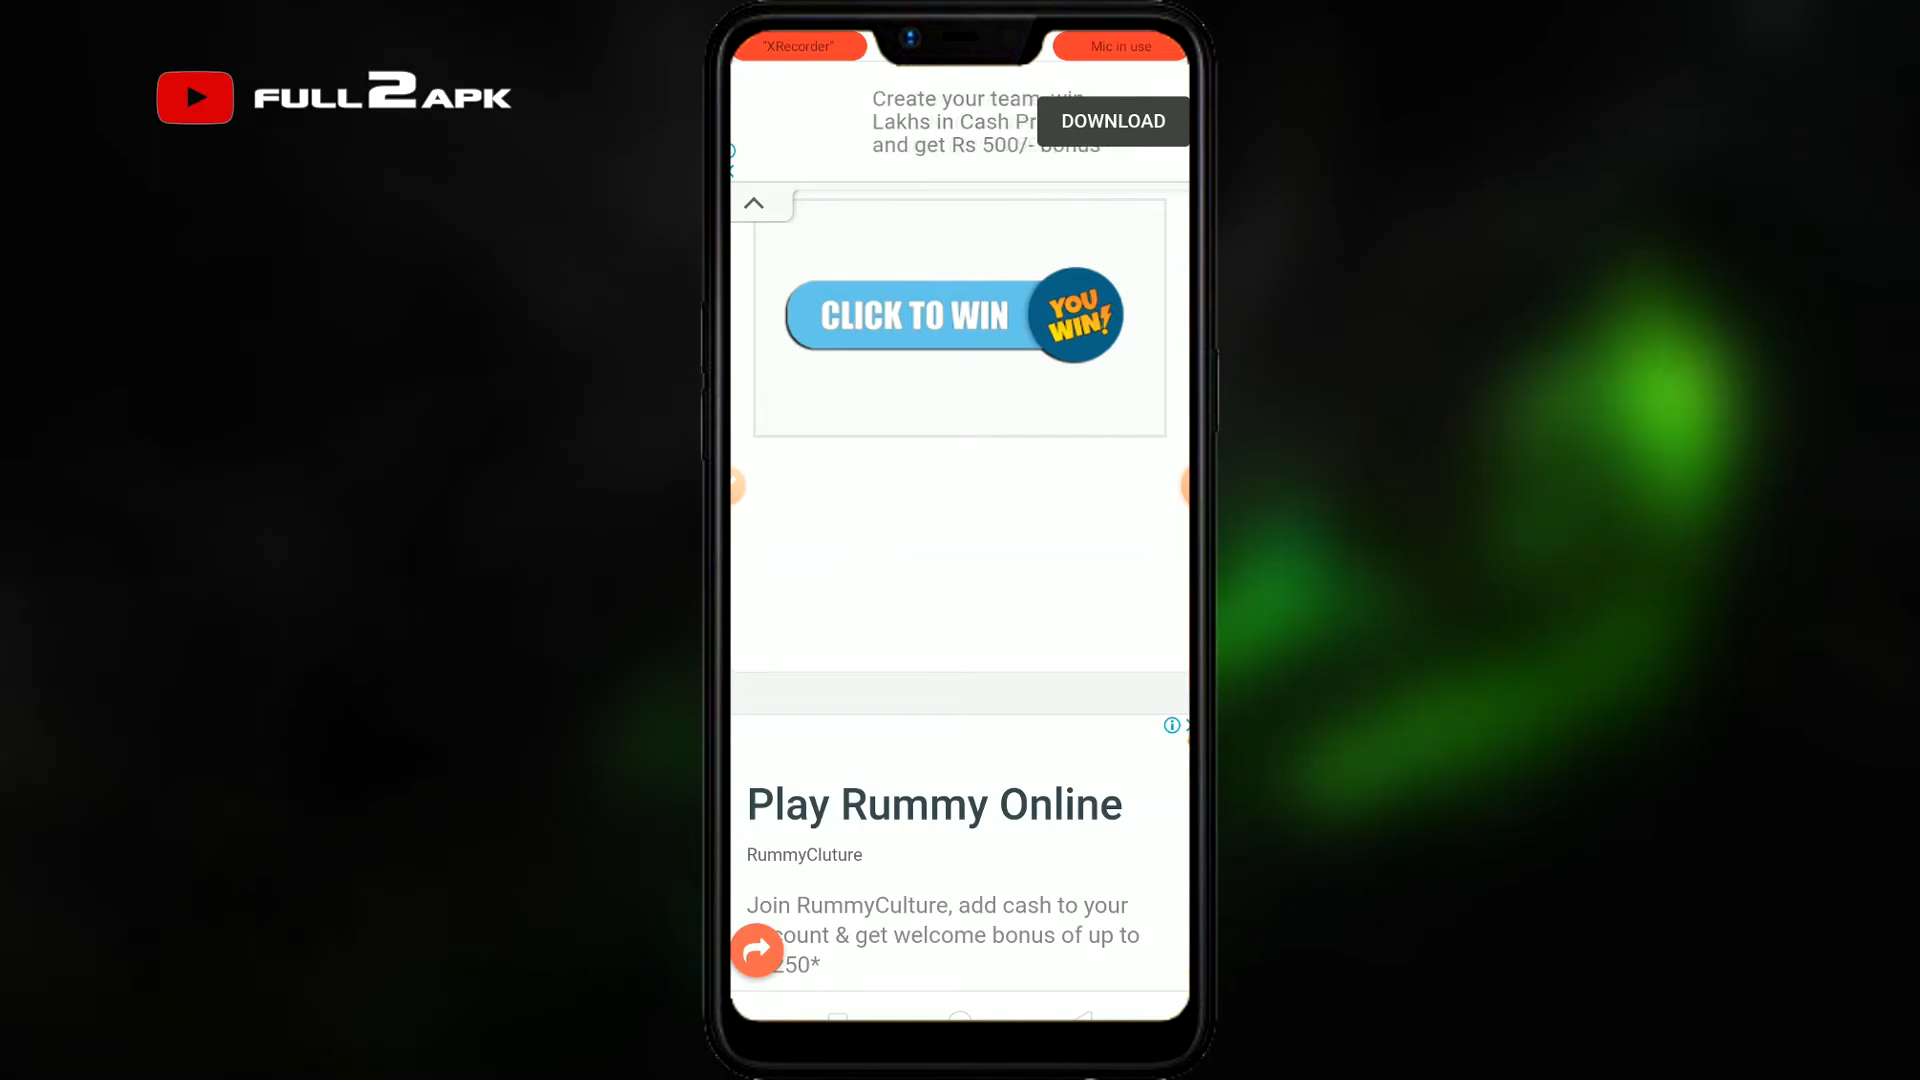 FULL2APK
"XRecorder"
Mic in use
Create your team, win
Lakhs in Cash
and get Rs 500/- bonus
DOWNLOAD
CLICK TO WIN
YOU
WIN!
Play Rummy Online
RummyCluture
Join RummyCulture, add cash to your
count & get welcome bonus of up to
250*